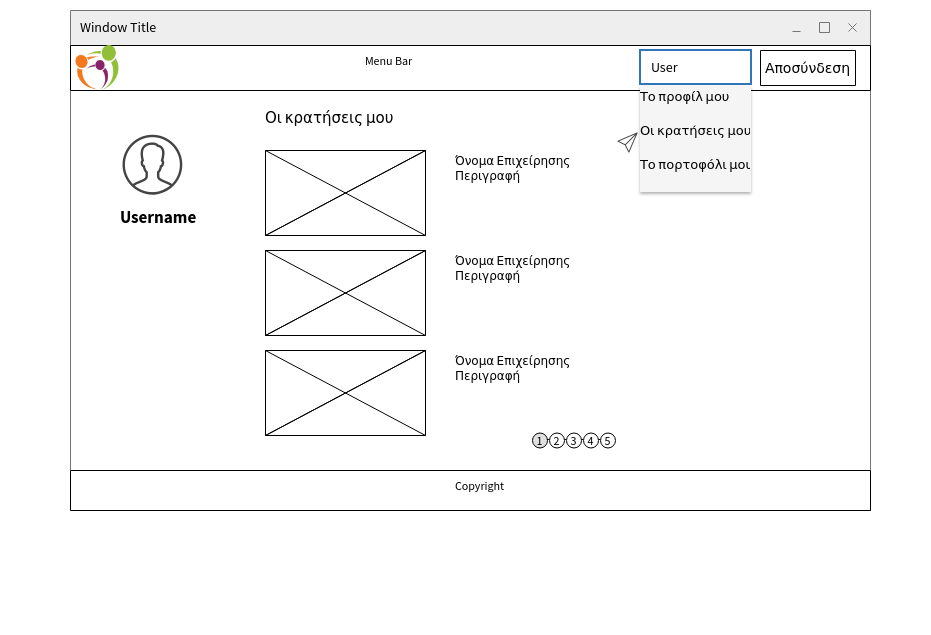 Window Title
Menu Bar
User
Αποσύνδεση
Το προφίλ μου
Οι κρατήσεις μου
Το πορτοφόλι μου
Οι κρατήσεις μου
Username
Όνομα Επιχείρησης
Περιγραφή
Όνομα Επιχείρησης
Περιγραφή
Όνομα Επιχείρησης
Περιγραφή
1 2 3 4 5
Copyright